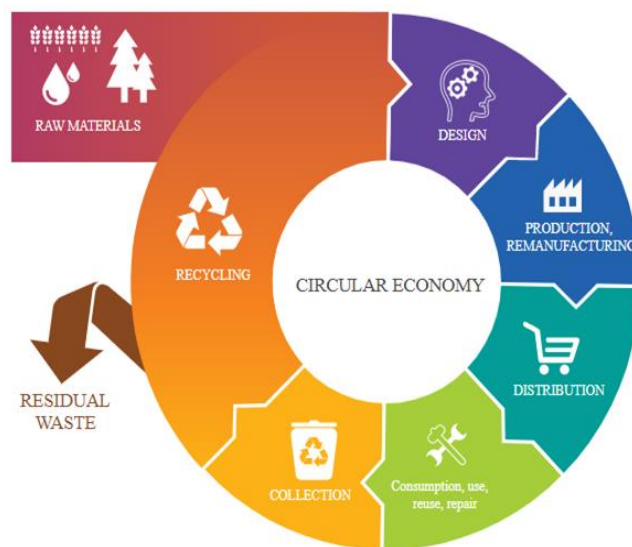 RAW MATERIALS
DESIGN
PRODUCTION,
REMANUFACTURING
RECYCLING
CIRCULAR ECONOMY
DISTRIBUTION
RESIDUAL
WASTE
COLLECTION
Consumption, use,
reuse, repair